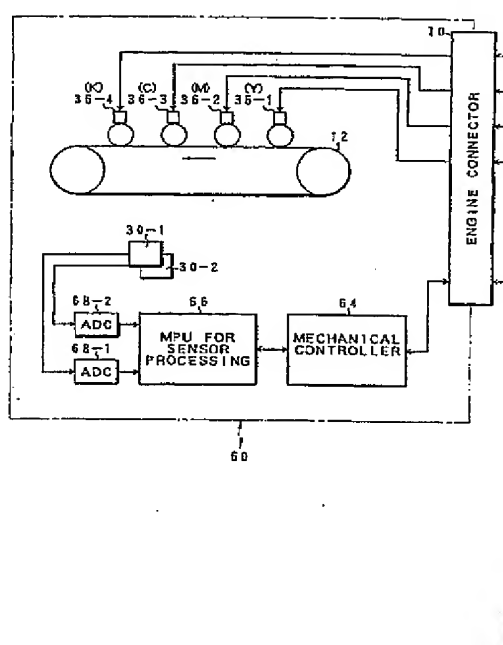 70
(K) (C) (M) (Y)
36-4 36-3 36-2 36-1
12
ENGINE CONNECTOR
30-1
30-2
68-2
ADC
68-1
ADC
66
MPU FOR
SENSOR
PROCESSING
64
MECHANICAL
CONTROLLER
60